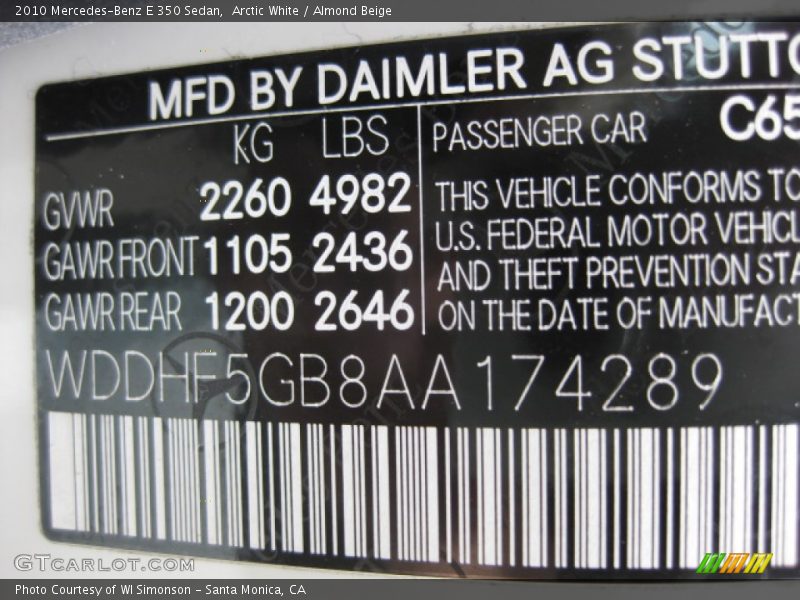 2010 Mercedes-Benz E 350 Sedan, Arctic White / Almond Beige
MFD BY DAIMLER AG STUTTG
KG LBS PASSENGER CAR C65
GVWR 2260 4982
GAWR FRONT 1105 2436
GAWR REAR 1200 2646
THIS VEHICLE CONFORMS TO
U.S. FEDERAL MOTOR VEHICL
AND THEFT PREVENTION STA
ON THE DATE OF MANUFACT
WDDHF5GB8AA174289
GTCARLOT.COM
Photo Courtesy of WI Simonson - Santa Monica, CA